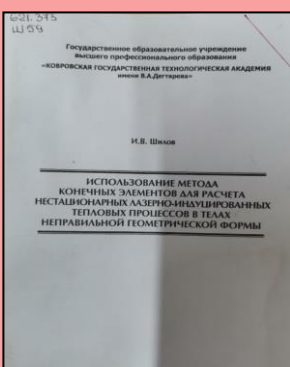 621.375
Ш 59
Государственное образовательное учреждение
высшего профессионального образования
«КОВРОВСКАЯ ГОСУДАРСТВЕННАЯ ТЕХНОЛОГИЧЕСКАЯ АКАДЕМИЯ
имени В.А.Дегтярева»
И.В. Шилов
ИСПОЛЬЗОВАНИЕ МЕТОДА
КОНЕЧНЫХ ЭЛЕМЕНТОВ ДЛЯ РАСЧЕТА
НЕСТАЦИОНАРНЫХ ЛАЗЕРНО-ИНДУЦИРОВАННЫХ
ТЕПЛОВЫХ ПРОЦЕССОВ В ТЕЛАХ
НЕПРАВИЛЬНОЙ ГЕОМЕТРИЧЕСКОЙ ФОРМЫ